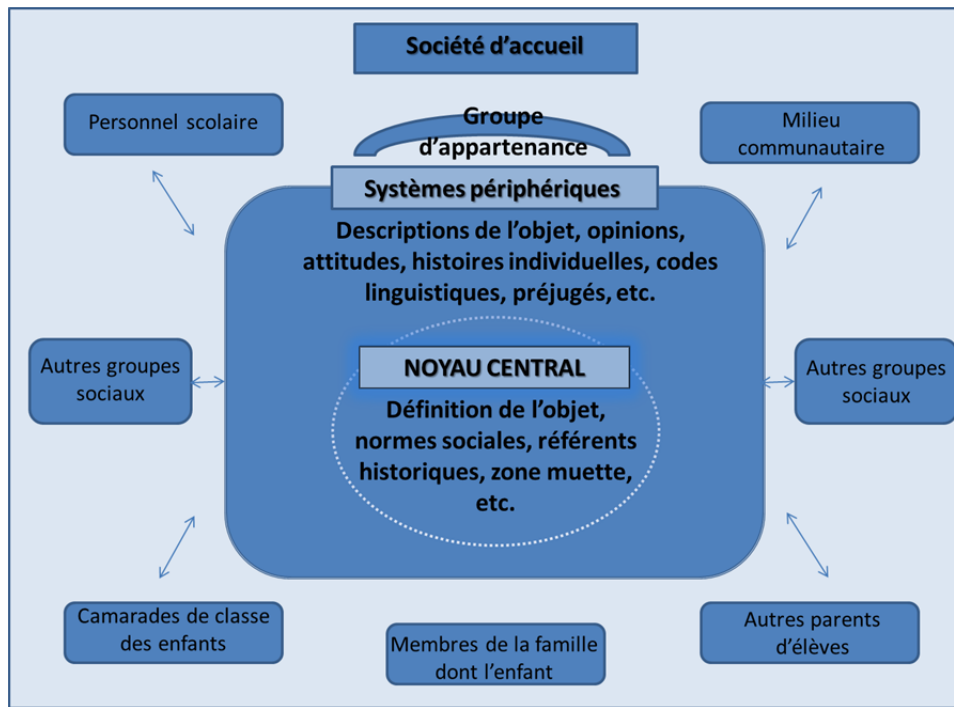 Société d'accueil
Personnel scolaire
Groupe
d'appartenance
Milieu
communautaire
Systèmes périphériques
Descriptions de l'objet, opinions,
attitudes, histoires individuelles, codes
linguistiques, préjugés, etc.
Autres groupes
sociaux
NOYAU CENTRAL
Définition de l'objet,
normes sociales, référents
historiques, zone muette,
etc.
Autres groupes
sociaux
Camarades de classe
des enfants
Membres de la famille
dont l'enfant
Autres parents
d'élèves